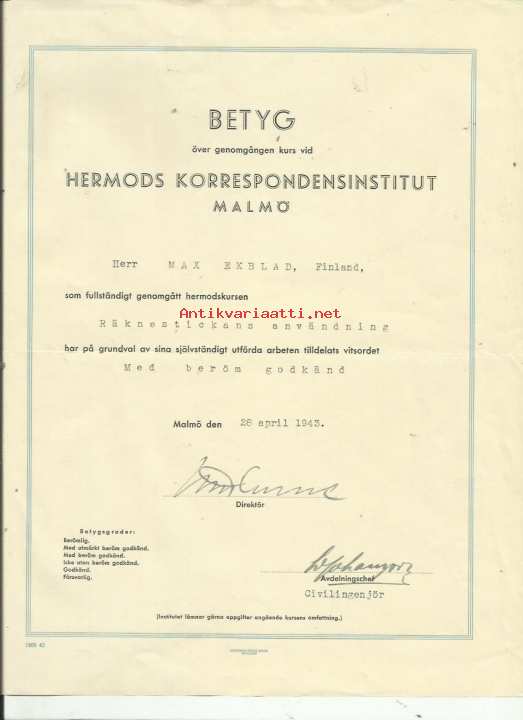 BETYG
över genomgången kurs vid
HERMODS KORRESPONDENSINSTITUT
MALMÖ
Herr MAX EKBLAD, Finland,
som fullständigt genomgått hermodskursen
Antikvariaatti.net
Räknestickans användning
har på grundval av sina självständigt utförda arbeten tilldelats vitsordet
Med beröm godkänd
Malmö den 28 april 1943.
Direktör
Betygsgrader:
Berömlig.
Med utmärkt beröm godkänd.
Med beröm godkänd.
Icke utan beröm godkänd.
Godkänd.
Försvarlig.
Avdelningschef
Civilingenjör
(Institutet lämnar gärna uppgifter angående kursens omfattning.)